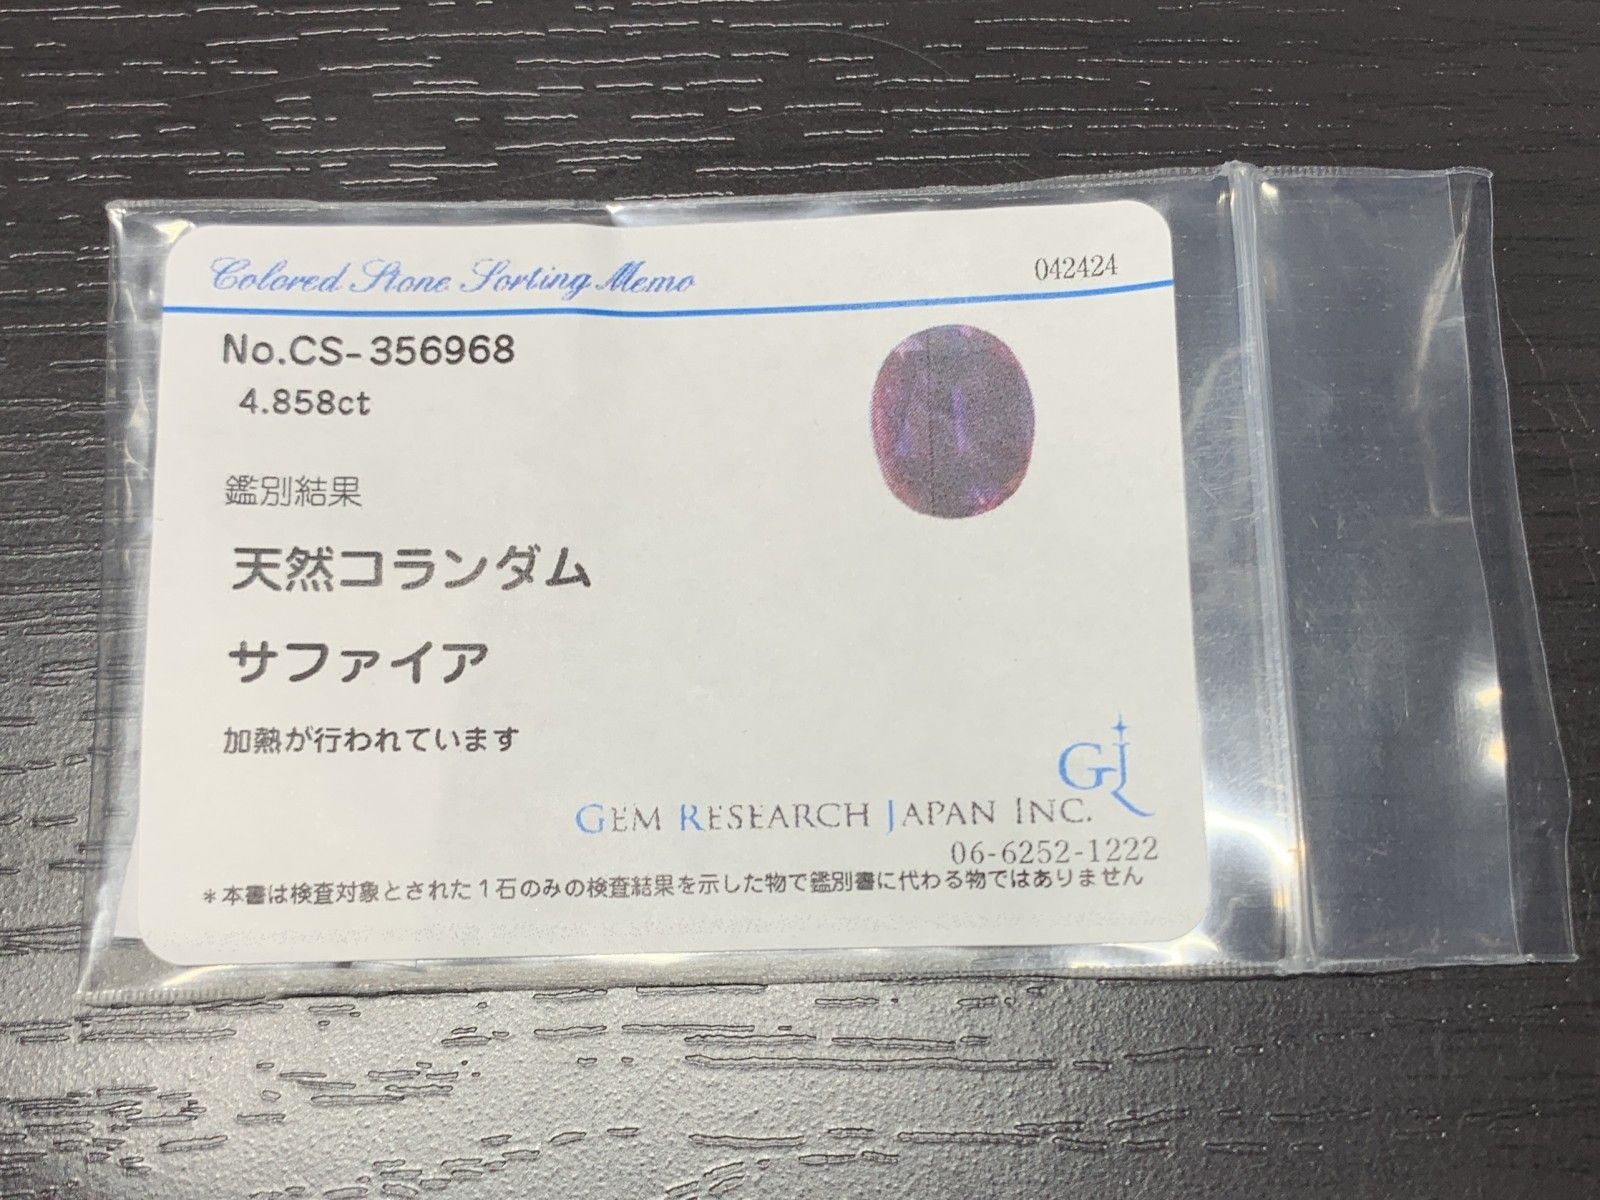 Colored Stone Sorting Memo
042424
No.CS-356968
4.858ct
鑑別結果
天然コランダム
サファイア
加熱が行われています
GJ
GEM RESEARCH JAPAN INC.
06-6252-1222
*本書は検査対象とされた1石のみの検査結果を示した物で鑑別書に代わる物ではありません